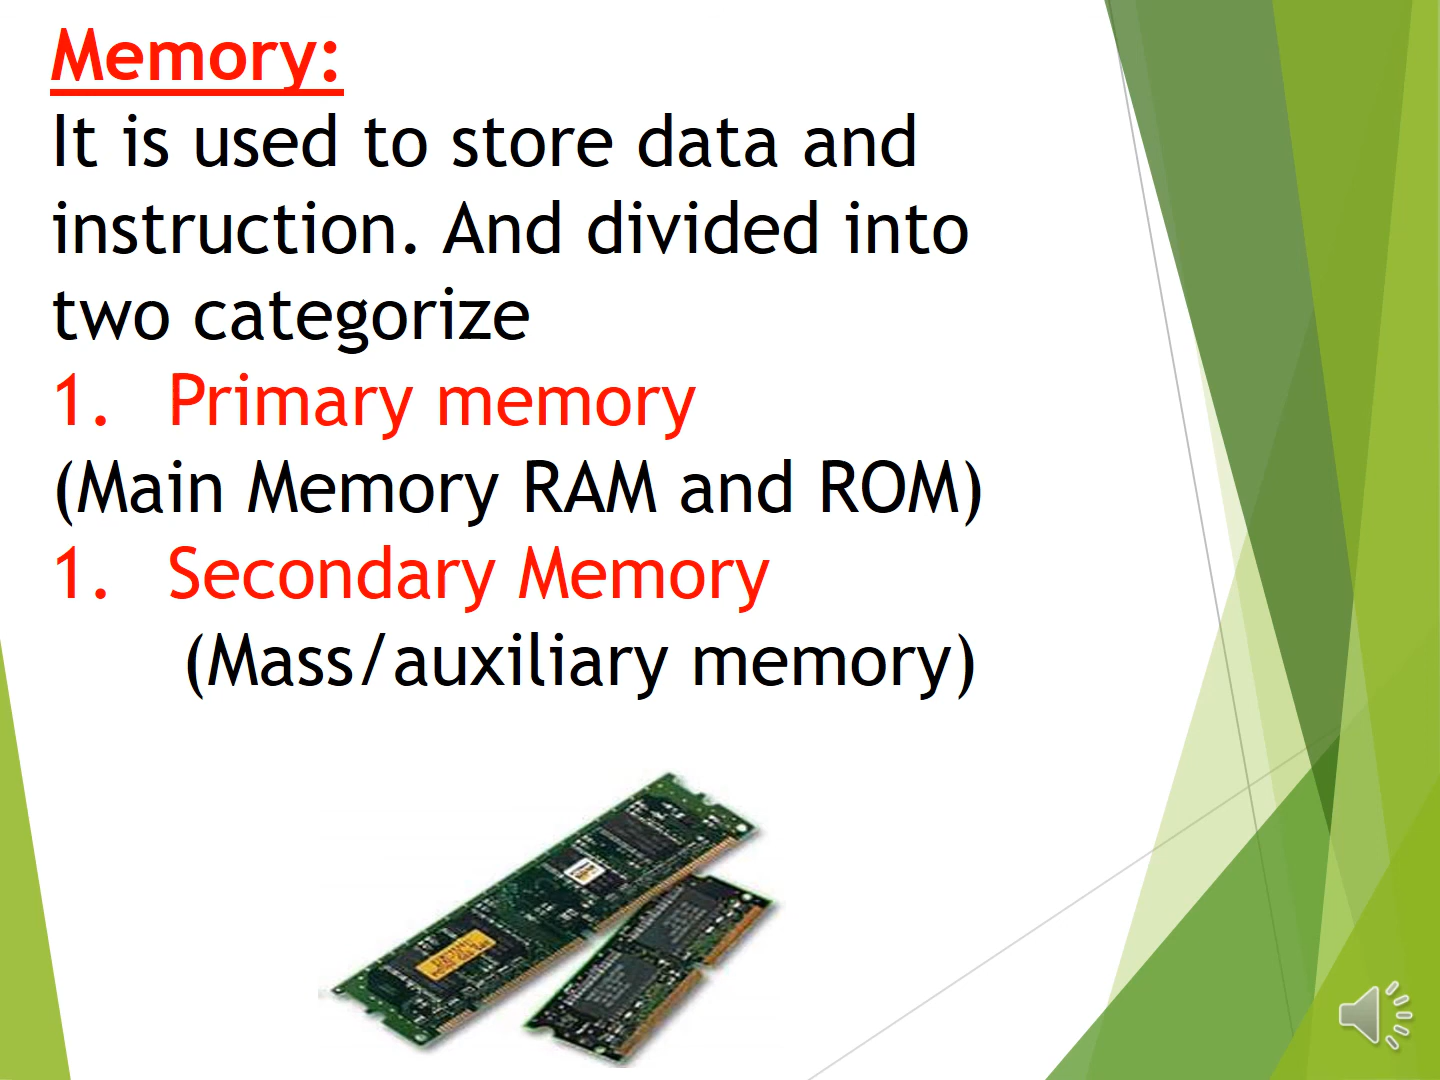 Memory:
It is used to store data and
instruction. And divided into
two categorize
1. Primary memory
(Main Memory RAM and ROM)
1. Secondary Memory
(Mass/auxiliary memory)